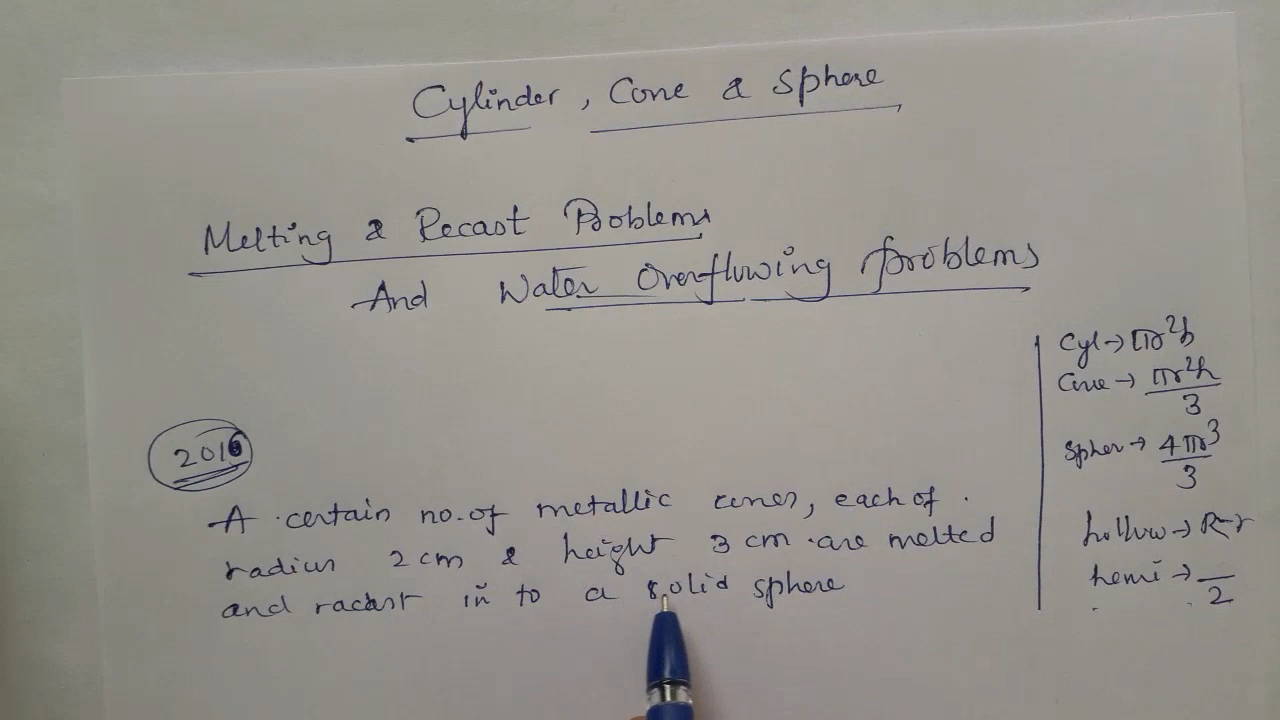 Cylinder, Cone & Sphere
Melting & Recast Problems
And Water Overflowing problems
Cyl → πr²h
Cone → πr²h/3
Spher → 4πr³/3
hollow → R-r
hemi → —/2
2016
A certain no. of metallic cones, each of
radius 2 cm & height 3 cm are melted
and racast in to a solid sphere